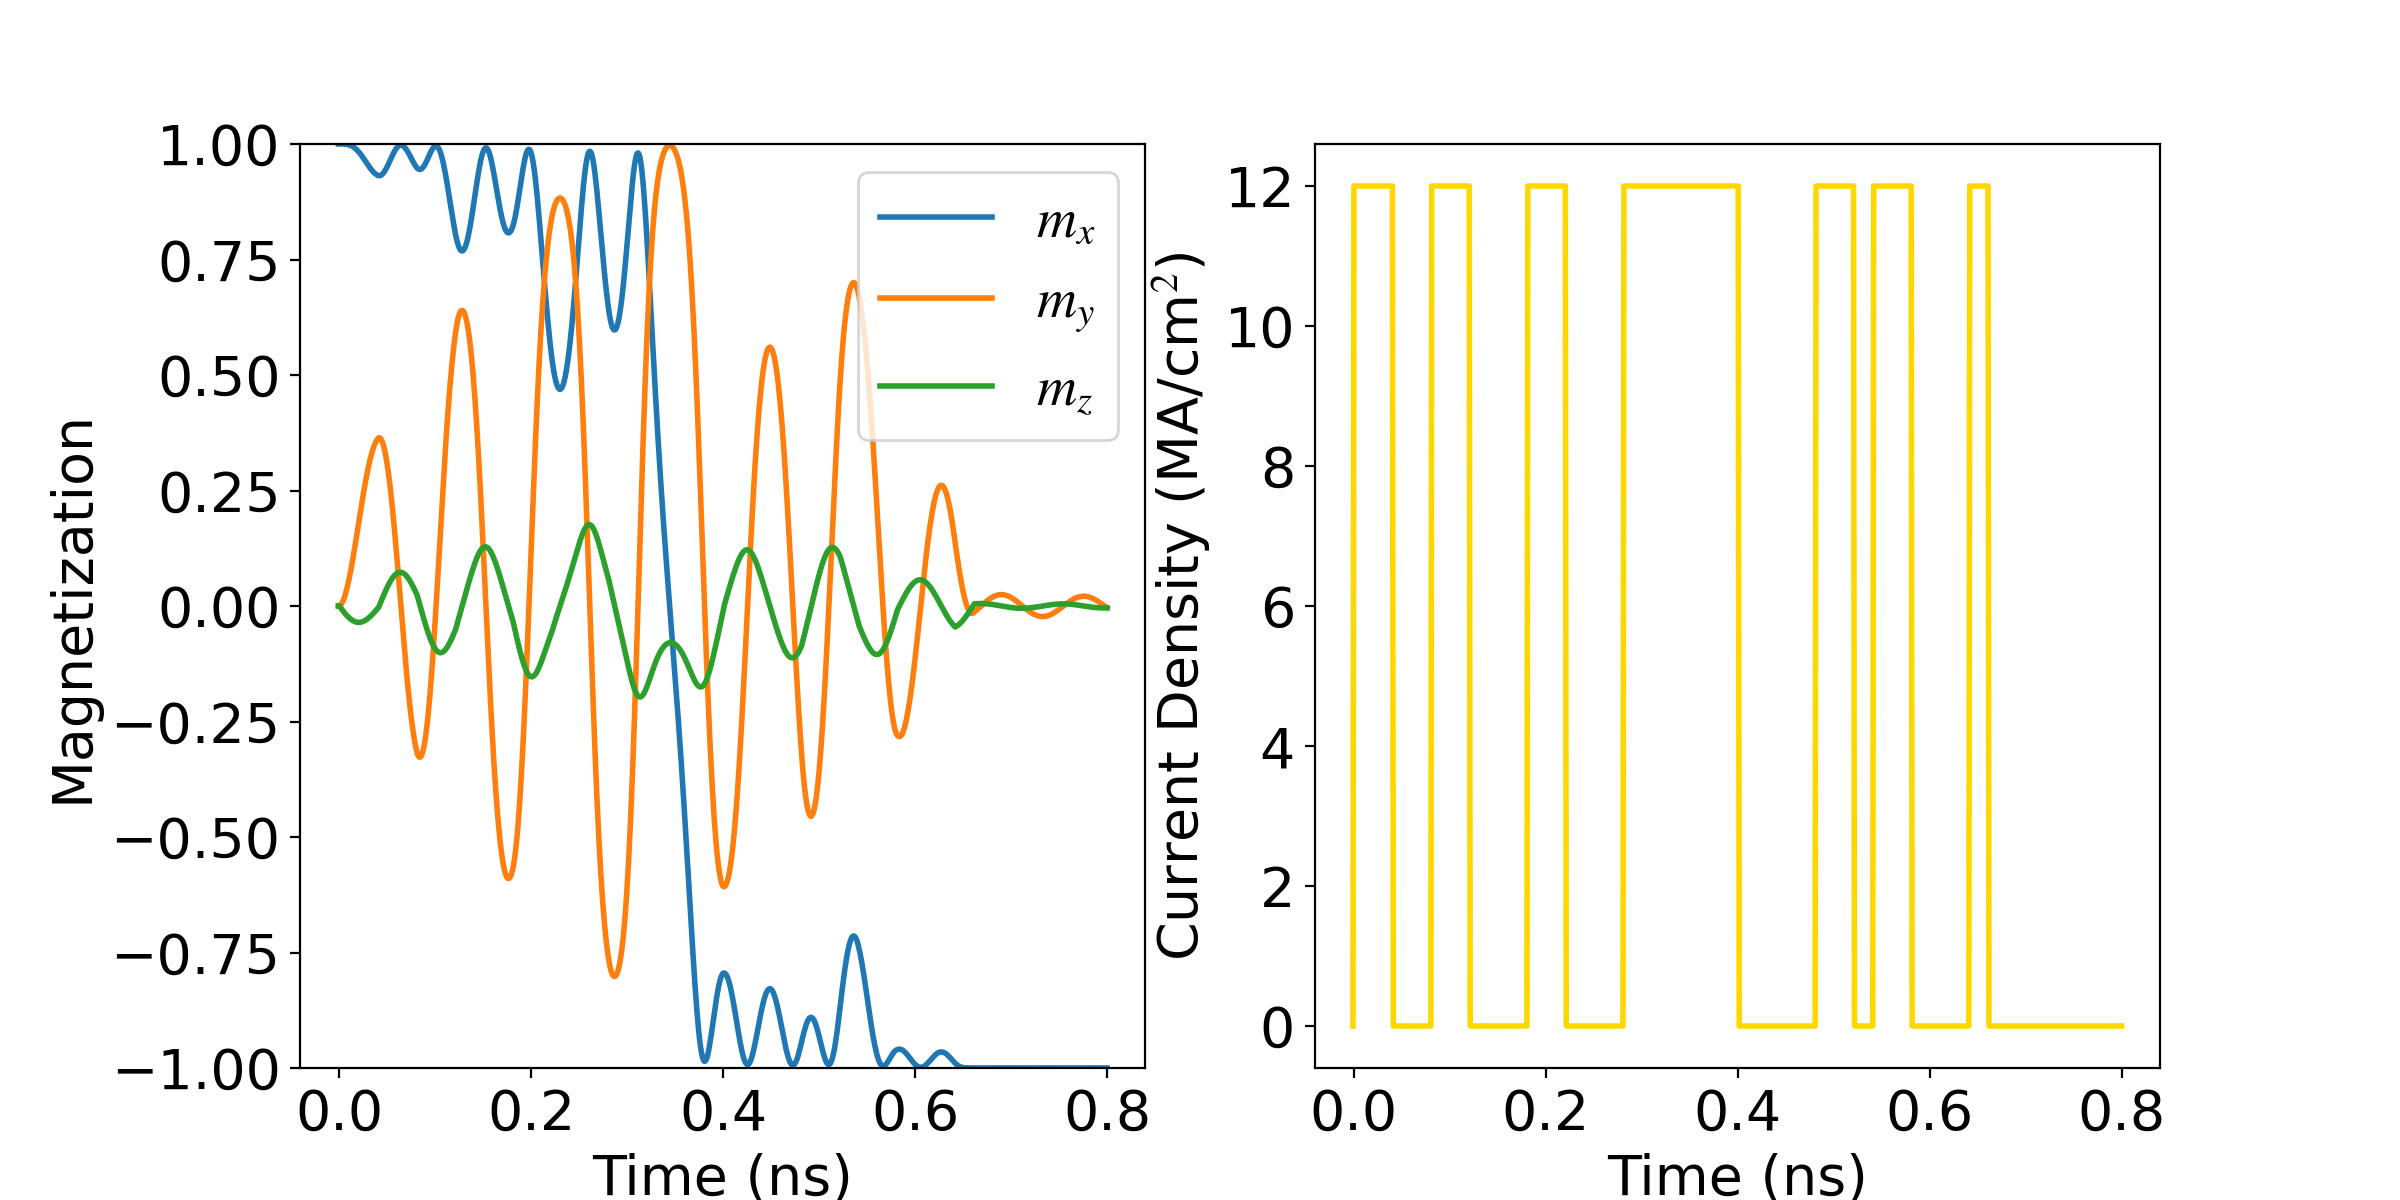 Magnetization
1.00
0.75
0.50
0.25
0.00
−0.25
−0.50
−0.75
−1.00
0.0 0.2 0.4 0.6 0.8
Time (ns)
m_x
m_y
m_z
Current Density (MA/cm²)
12
10
8
6
4
2
0
0.0 0.2 0.4 0.6 0.8
Time (ns)